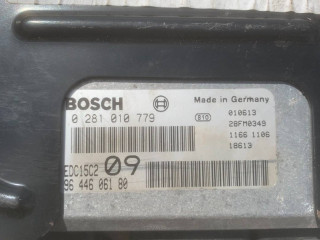 BOSCH
Made in Germany
0 281 010 779
010613
28FM0349
1166 1106
18613
EDC15C2 09
96 446 061 80